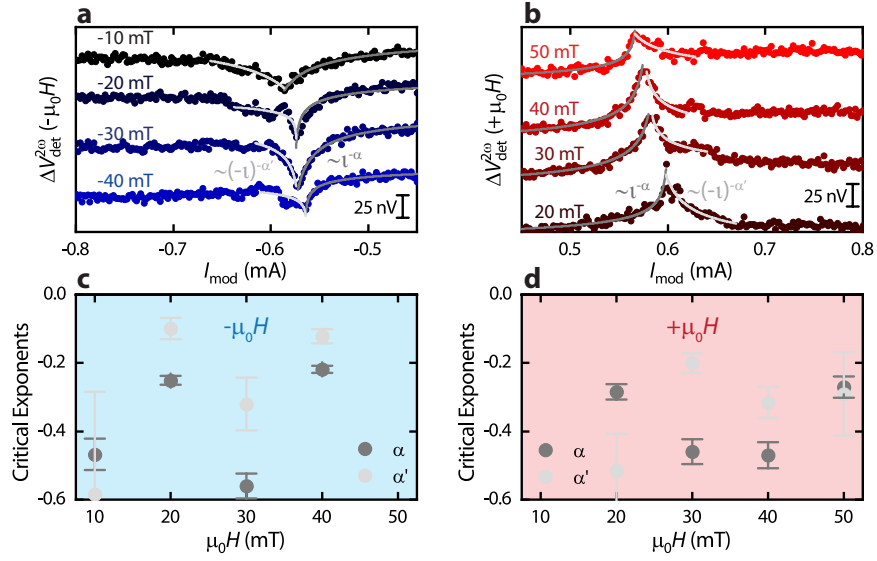 a
-10 mT
-20 mT
-30 mT
-40 mT
~(-ι)^-α'
~ι^-α
25 nV
ΔV_det^2ω (-μ₀H)
-0.8 -0.7 -0.6 -0.5
I_mod (mA)
b
50 mT
40 mT
30 mT
20 mT
~ι^-α
~(-ι)^-α'
25 nV
ΔV_det^2ω (+μ₀H)
0.5 0.6 0.7 0.8
I_mod (mA)
c
-μ₀H
0.0
-0.2
-0.4
-0.6
Critical Exponents
α
α'
10 20 30 40 50
μ₀H (mT)
d
+μ₀H
0.0
-0.2
-0.4
-0.6
Critical Exponents
α
α'
10 20 30 40 50
μ₀H (mT)